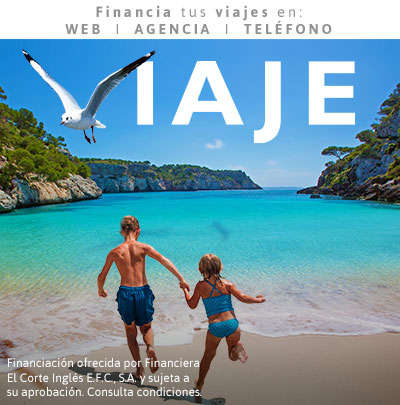 Financia tus viajes en:
WEB | AGENCIA | TELÉFONO
VIAJE
Financiación ofrecida por Financiera
El Corte Inglés E.F.C., S.A. y sujeta a
su aprobación. Consulta condiciones.